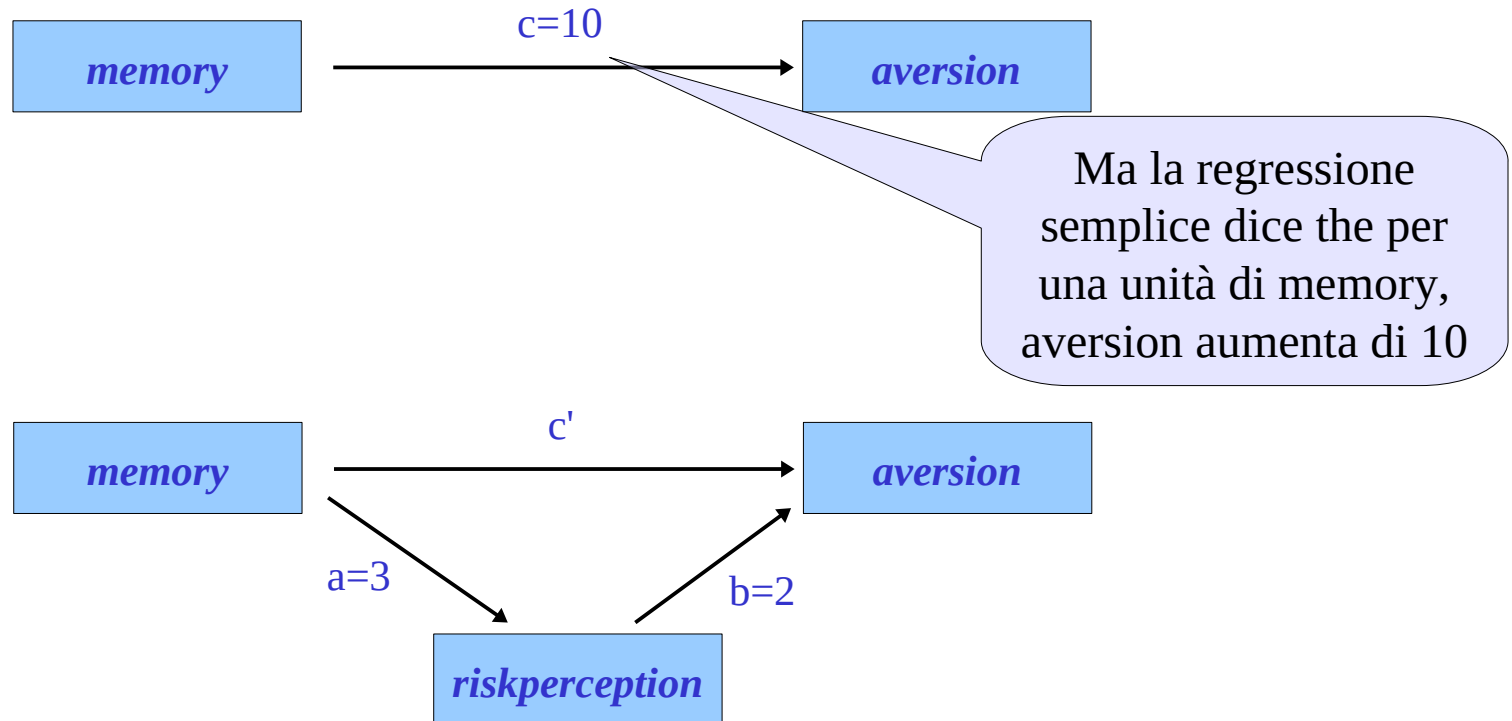 c=10
memory
aversion
Ma la regressione
semplice dice the per
una unità di memory,
aversion aumenta di 10
c'
memory
aversion
a=3
b=2
riskperception